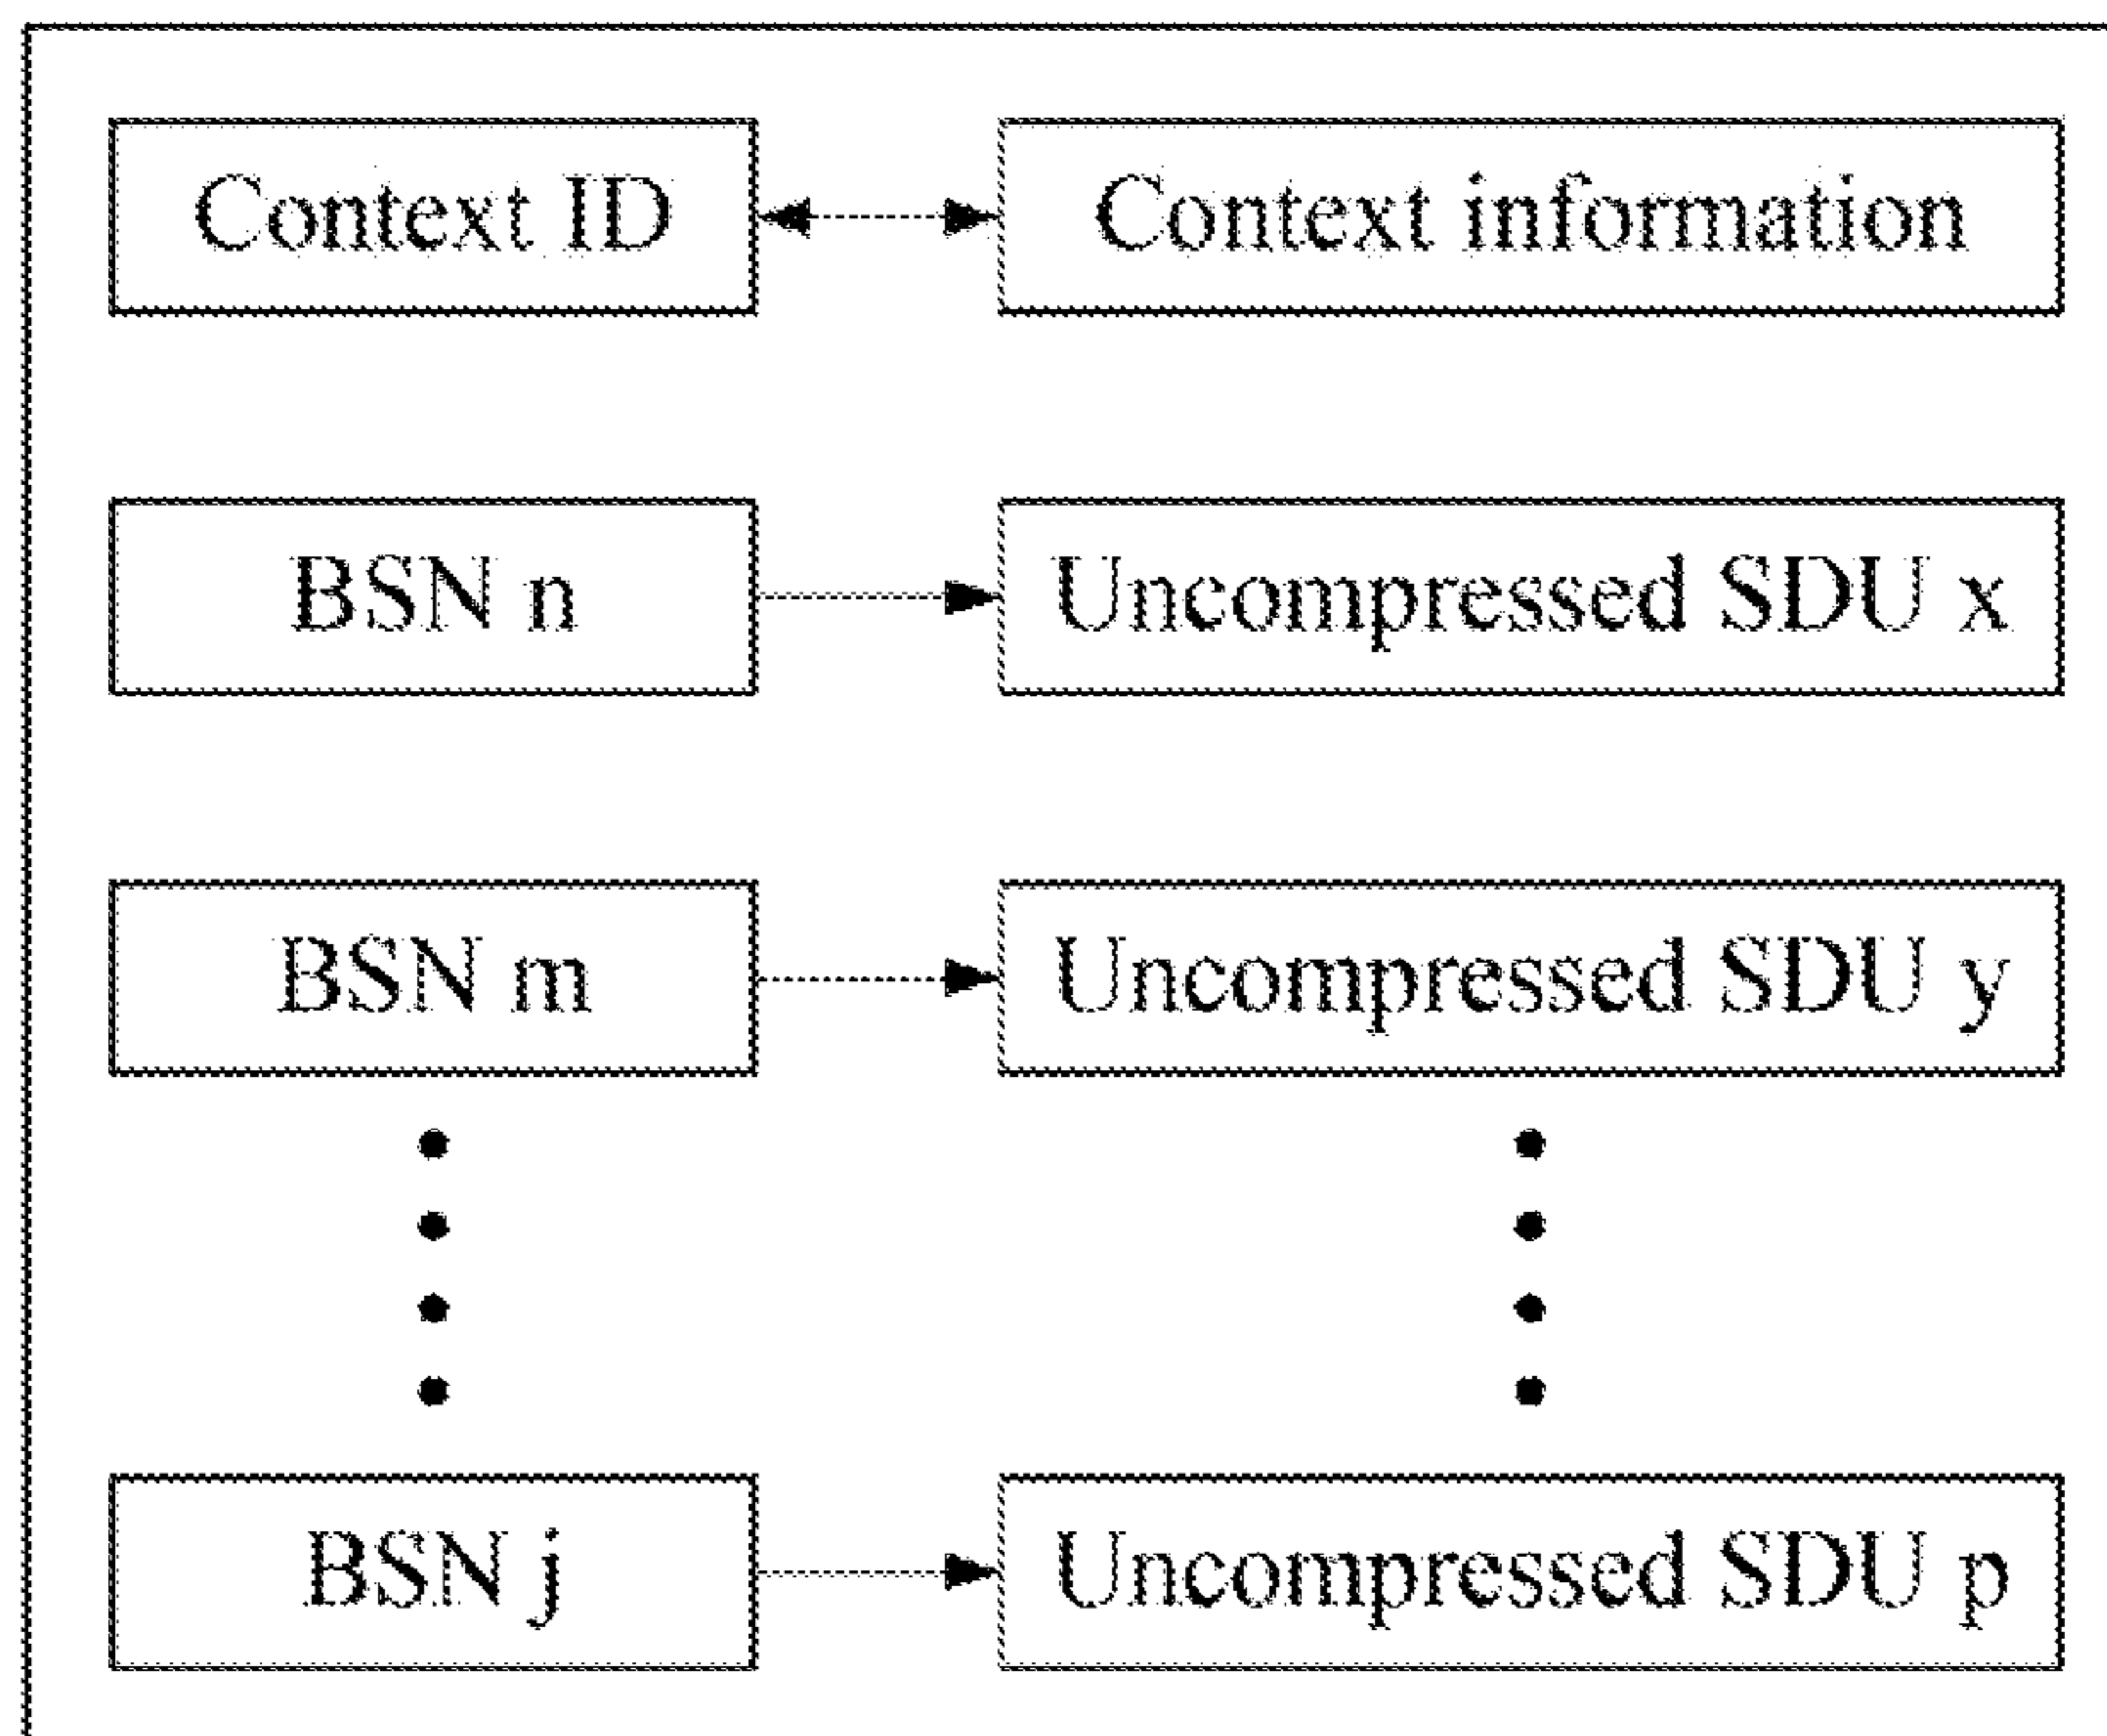 Context ID
Context information
BSN n
Uncompressed SDU x
BSN m
Uncompressed SDU y
BSN j
Uncompressed SDU p